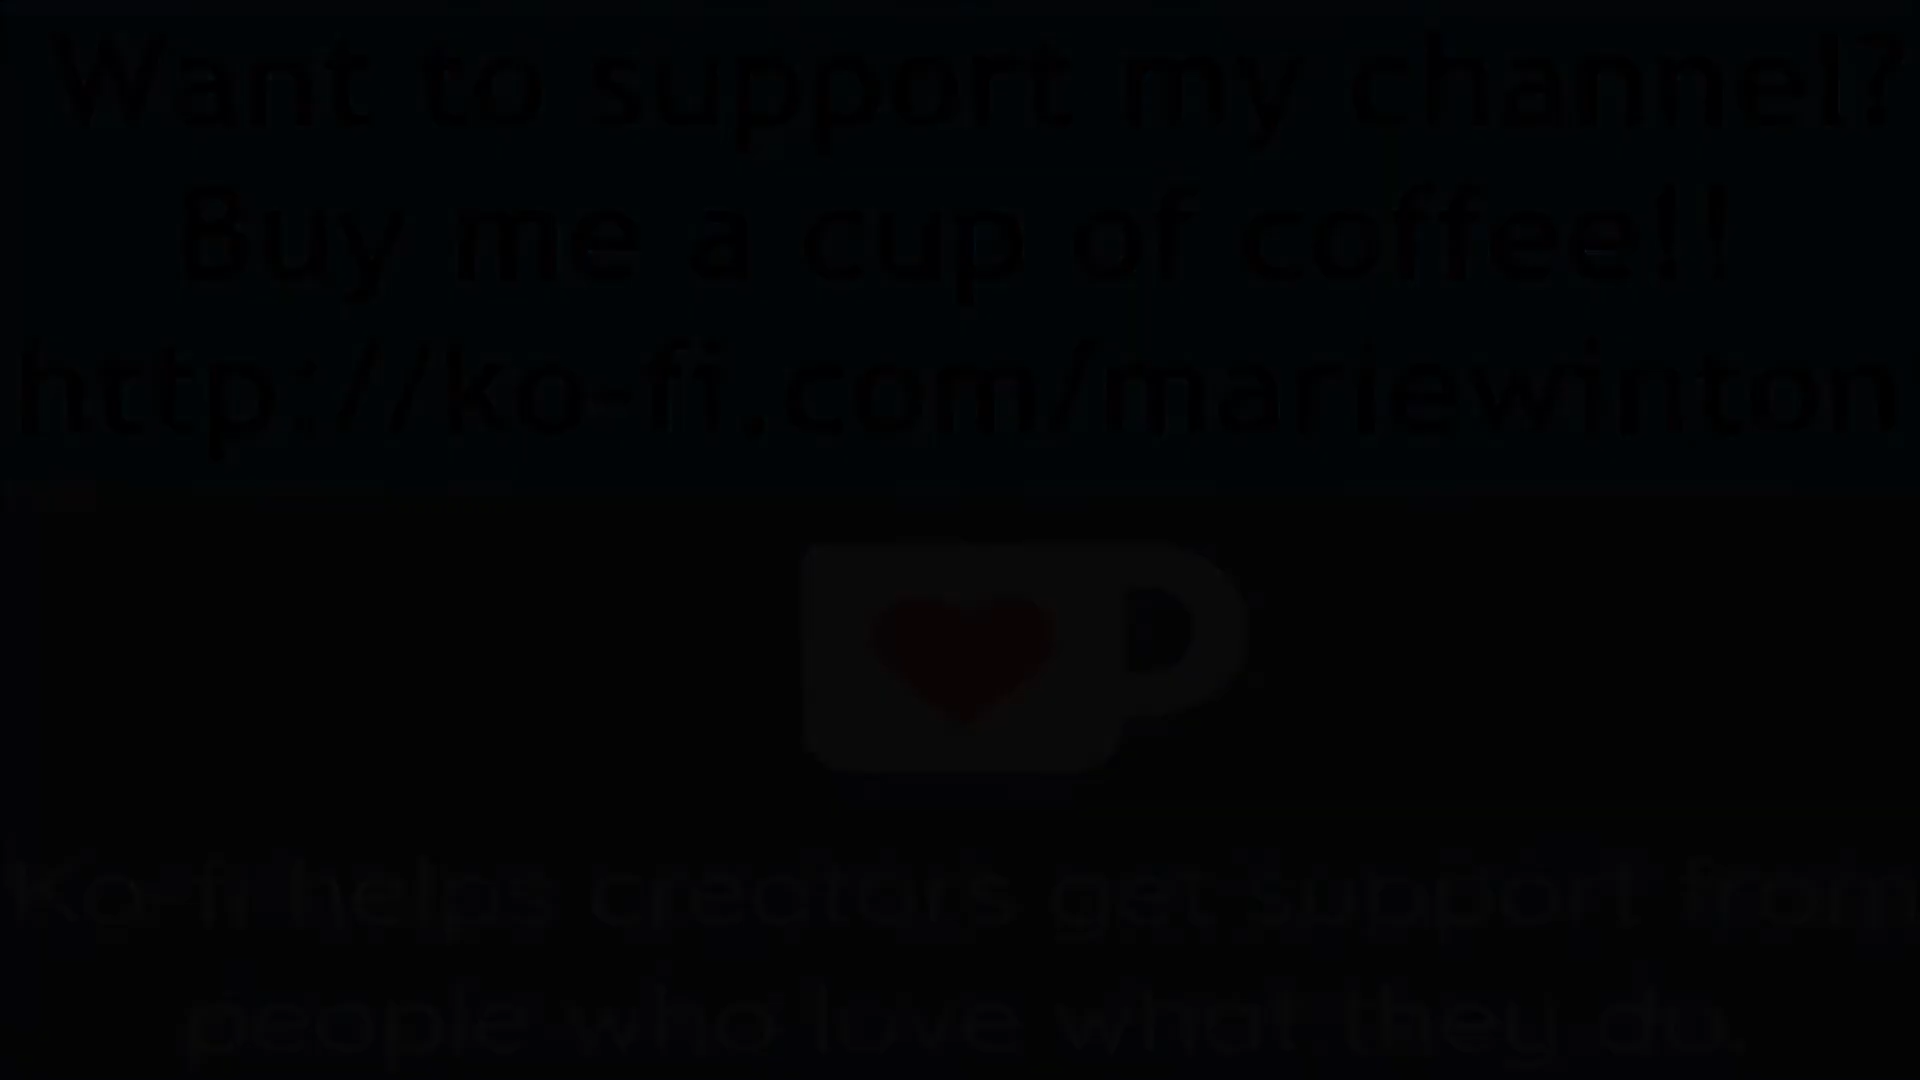 Want to support my channel?
Buy me a cup of coffee!!
http://ko-fi.com/mariewinton
Ko-fi helps creators get support from
people who love what they do.